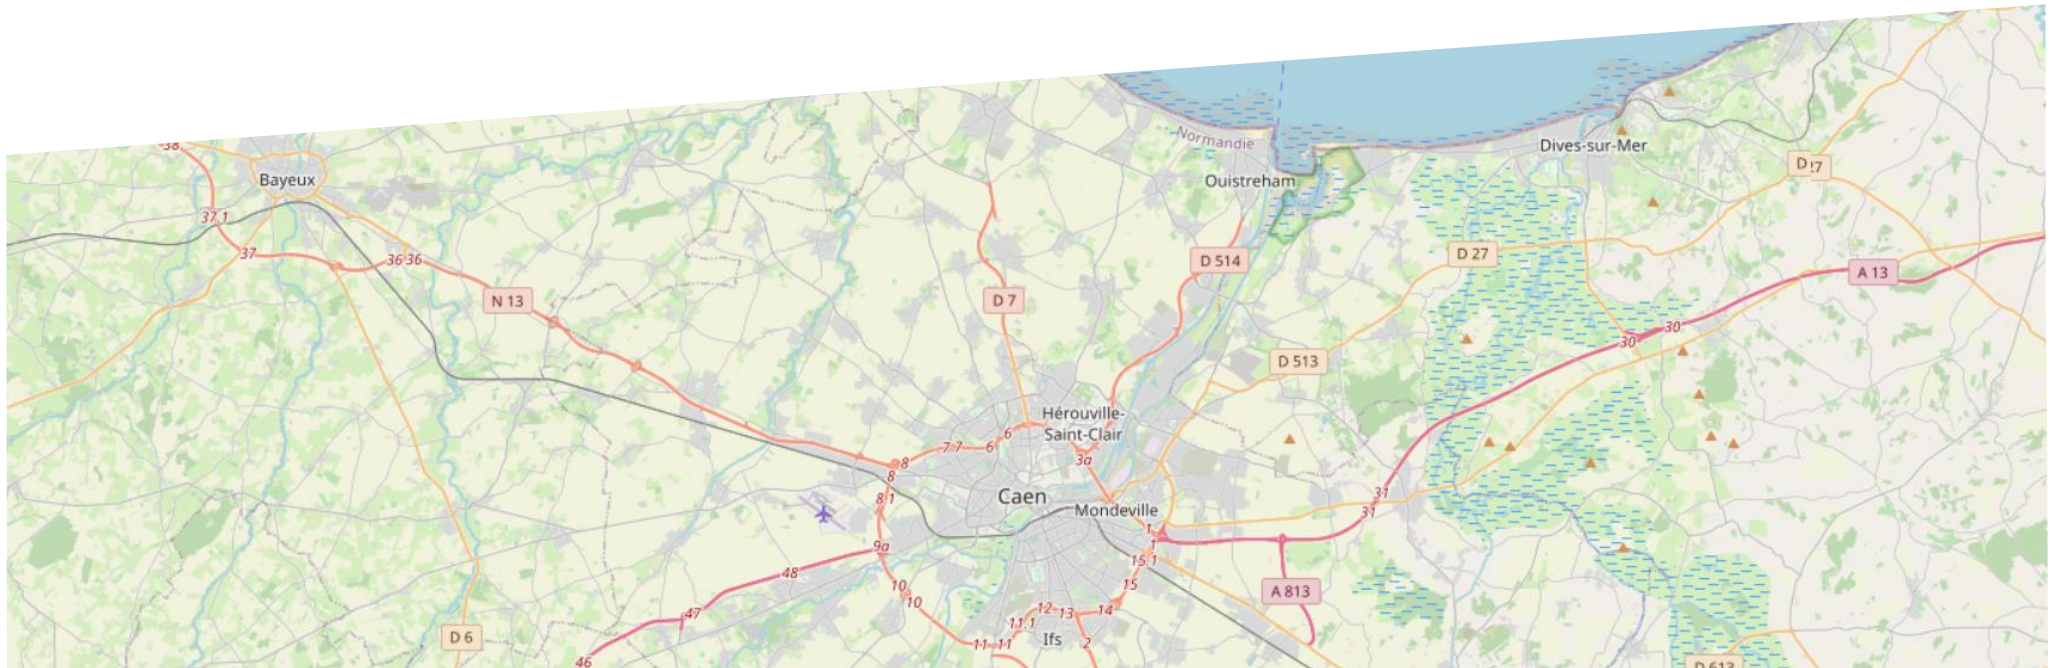 38
Normandie
Dives-sur-Mer
D 27
Bayeux
Ouistreham
37.1
37
36
36
D 514
D 27
A 13
N 13
D 7
30
30
D 513
Hérouville-
Saint-Clair
6
7
7
6
8
3a
8
8.1
Caen
31
Mondeville
31
1
9a
1
15.1
48
10
15
A 813
10
47
12
13
14
11.1
D 6
Ifs
11
11
2
46
D 613